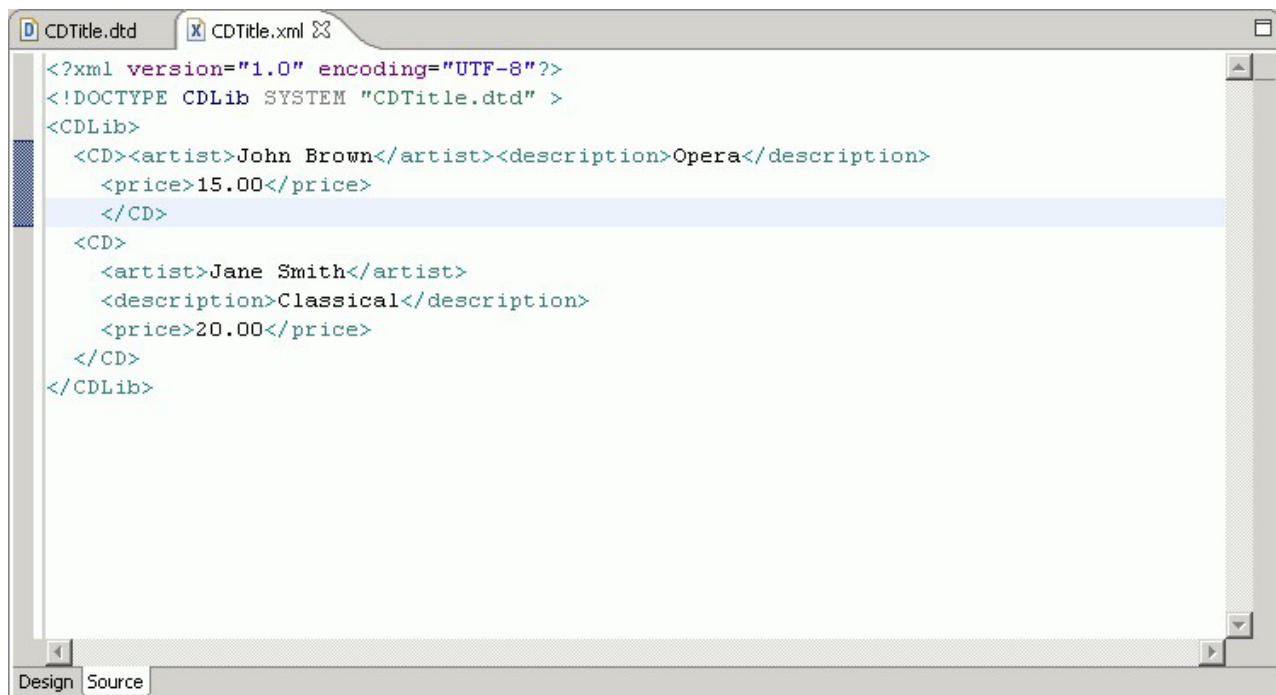 CDTitle.dtd CDTitle.xml
<?xml version="1.0" encoding="UTF-8"?>
<!DOCTYPE CDLib SYSTEM "CDTitle.dtd" >
<CDLib>
  <CD><artist>John Brown</artist><description>Opera</description>
    <price>15.00</price>
    </CD>
  <CD>
    <artist>Jane Smith</artist>
    <description>Classical</description>
    <price>20.00</price>
  </CD>
</CDLib>
Design Source